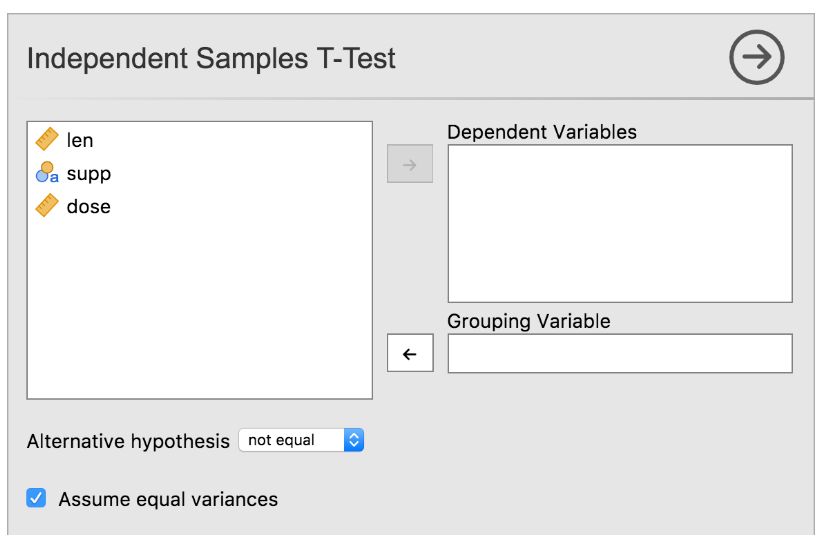 Independent Samples T-Test
len
a supp
dose
Dependent Variables
Grouping Variable
Alternative hypothesis not equal
Assume equal variances